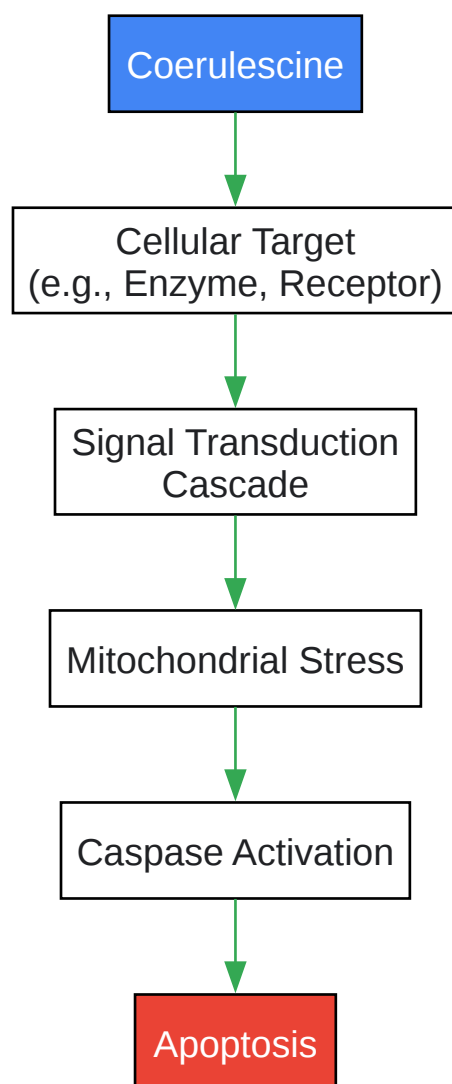 Coerulescine
Cellular Target
(e.g., Enzyme, Receptor)
Signal Transduction
Cascade
Mitochondrial Stress
Caspase Activation
Apoptosis